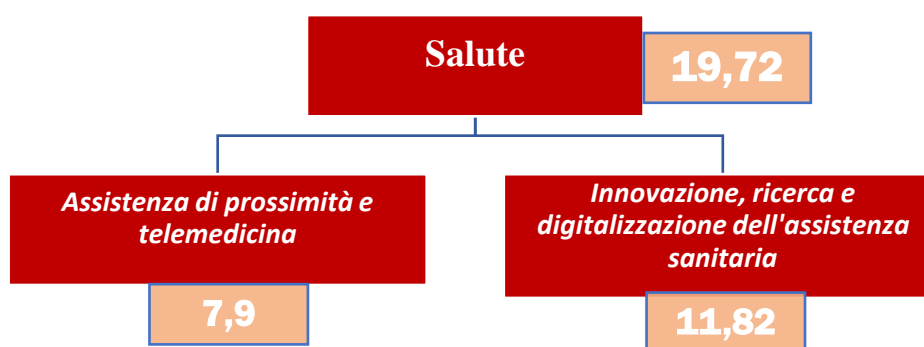 Salute
19,72
Assistenza di prossimità e
telemedicina
7,9
Innovazione, ricerca e
digitalizzazione dell'assistenza
sanitaria
11,82